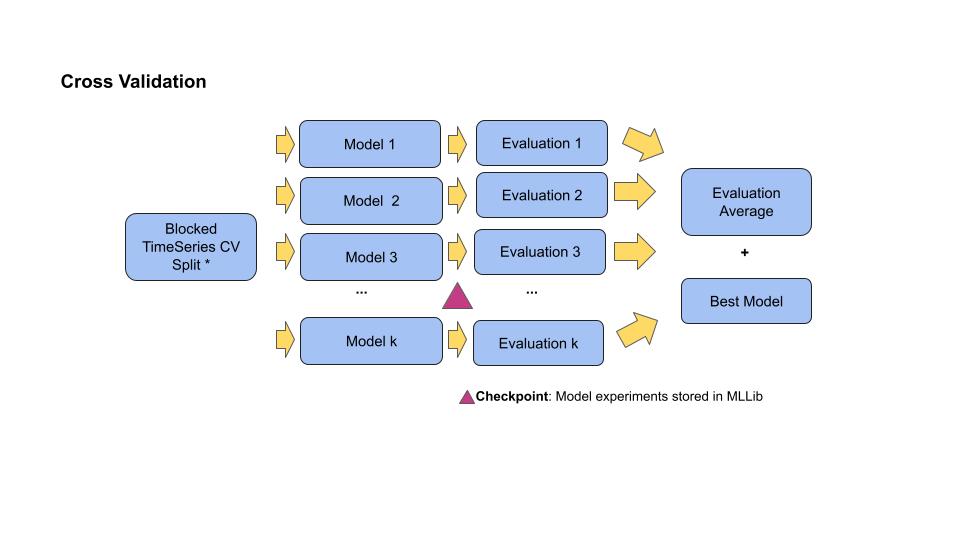 Cross Validation
Blocked
TimeSeries CV
Split *
Model 1
Evaluation 1
Model 2
Evaluation 2
Model 3
Evaluation 3
...
...
Model k
Evaluation k
Evaluation
Average
+
Best Model
Checkpoint: Model experiments stored in MLLib